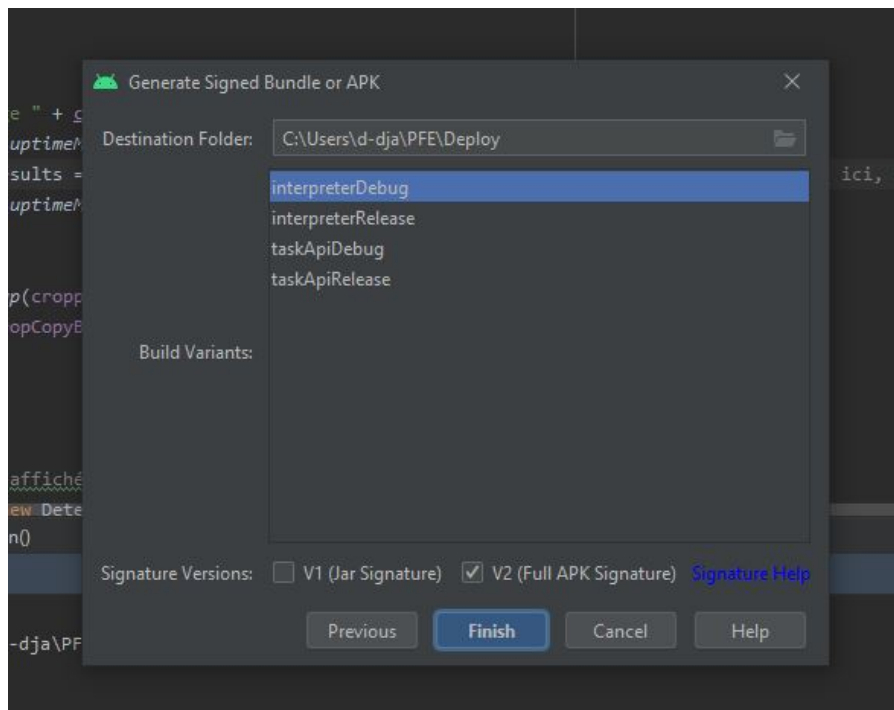 Generate Signed Bundle or APK
e " +
Destination Folder: C:\Users\d-dja\PFE\Deploy
uptimeM
sults = ici,
uptimeM
interpreterDebug
interpreterRelease
taskApiDebug
taskApiRelease
p(cropp
opCopyB
Build Variants:
affiché
ew Dete
n()
Signature Versions: V1 (Jar Signature) V2 (Full APK Signature) Signature Help
Previous Finish Cancel Help
-dja\PF